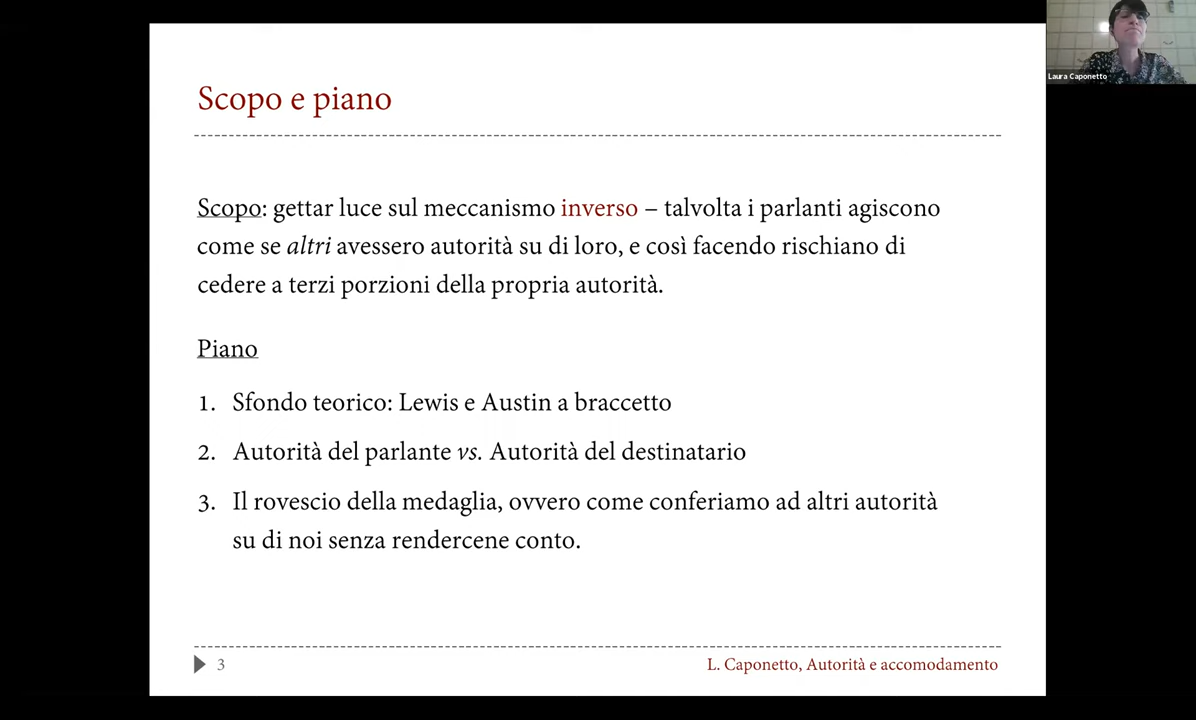 Laura Caponetto
Scopo e piano
Scopo: gettar luce sul meccanismo inverso – talvolta i parlanti agiscono
come se altri avessero autorità su di loro, e così facendo rischiano di
cedere a terzi porzioni della propria autorità.
Piano
1. Sfondo teorico: Lewis e Austin a braccetto
2. Autorità del parlante vs. Autorità del destinatario
3. Il rovescio della medaglia, ovvero come conferiamo ad altri autorità
su di noi senza rendercene conto.
3
L. Caponetto, Autorità e accomodamento